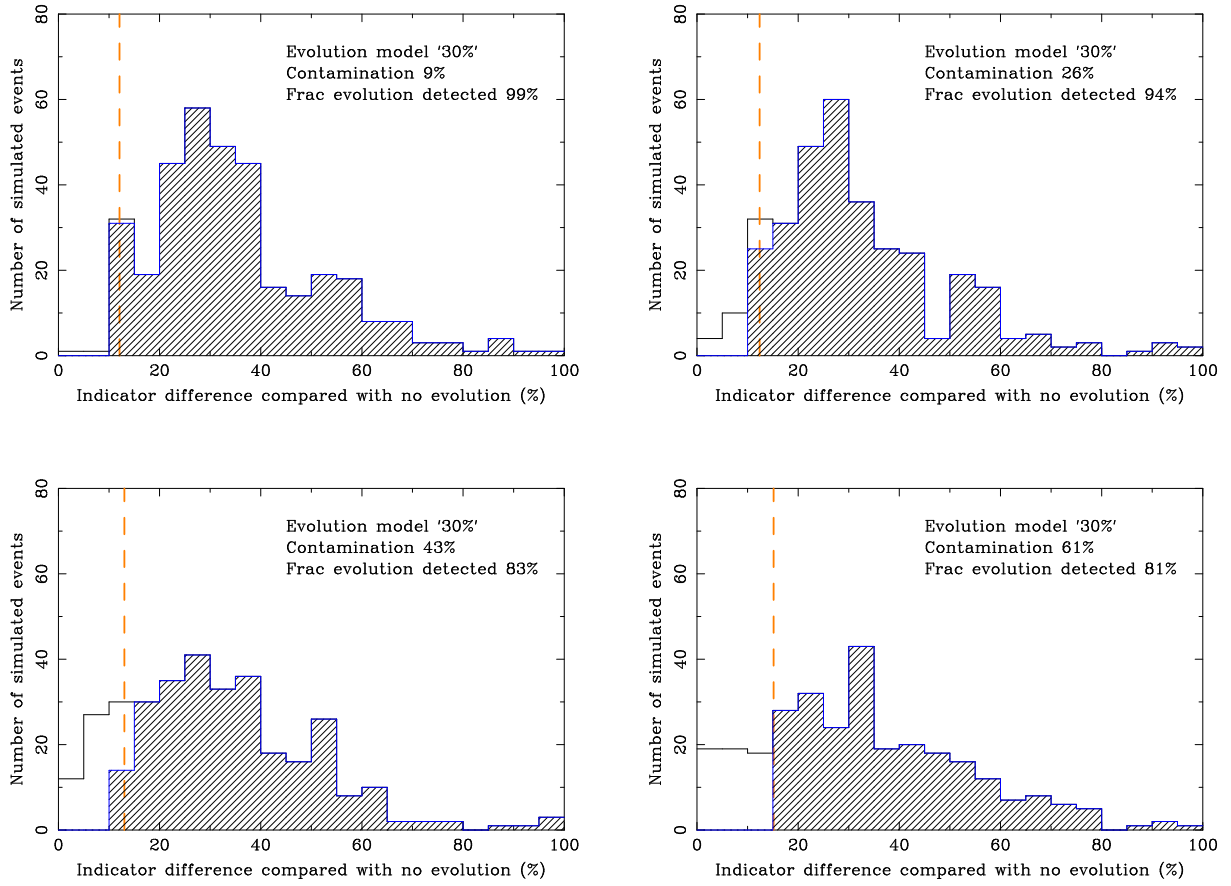 80
60
40
20
0
Number of simulated events
Evolution model '30%'
Contamination 9%
Frac evolution detected 99%
0 20 40 60 80 100
Indicator difference compared with no evolution (%)
80
60
40
20
0
Number of simulated events
Evolution model '30%'
Contamination 26%
Frac evolution detected 94%
0 20 40 60 80 100
Indicator difference compared with no evolution (%)
80
60
40
20
0
Number of simulated events
Evolution model '30%'
Contamination 43%
Frac evolution detected 83%
0 20 40 60 80 100
Indicator difference compared with no evolution (%)
80
60
40
20
0
Number of simulated events
Evolution model '30%'
Contamination 61%
Frac evolution detected 81%
0 20 40 60 80 100
Indicator difference compared with no evolution (%)